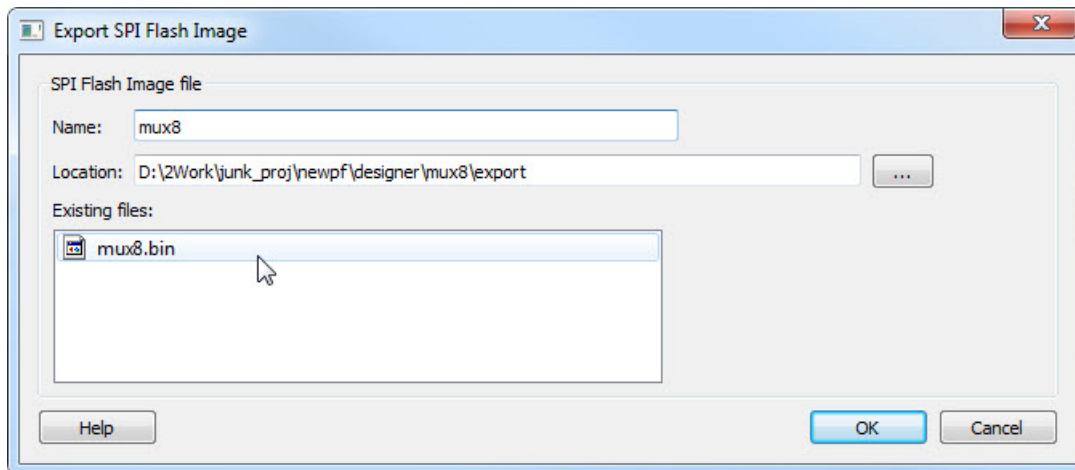 Export SPI Flash Image
SPI Flash Image file
Name: mux8
Location: D:\2Work\junk_proj\newpf\designer\mux8\export ...
Existing files:
mux8.bin
Help OK Cancel